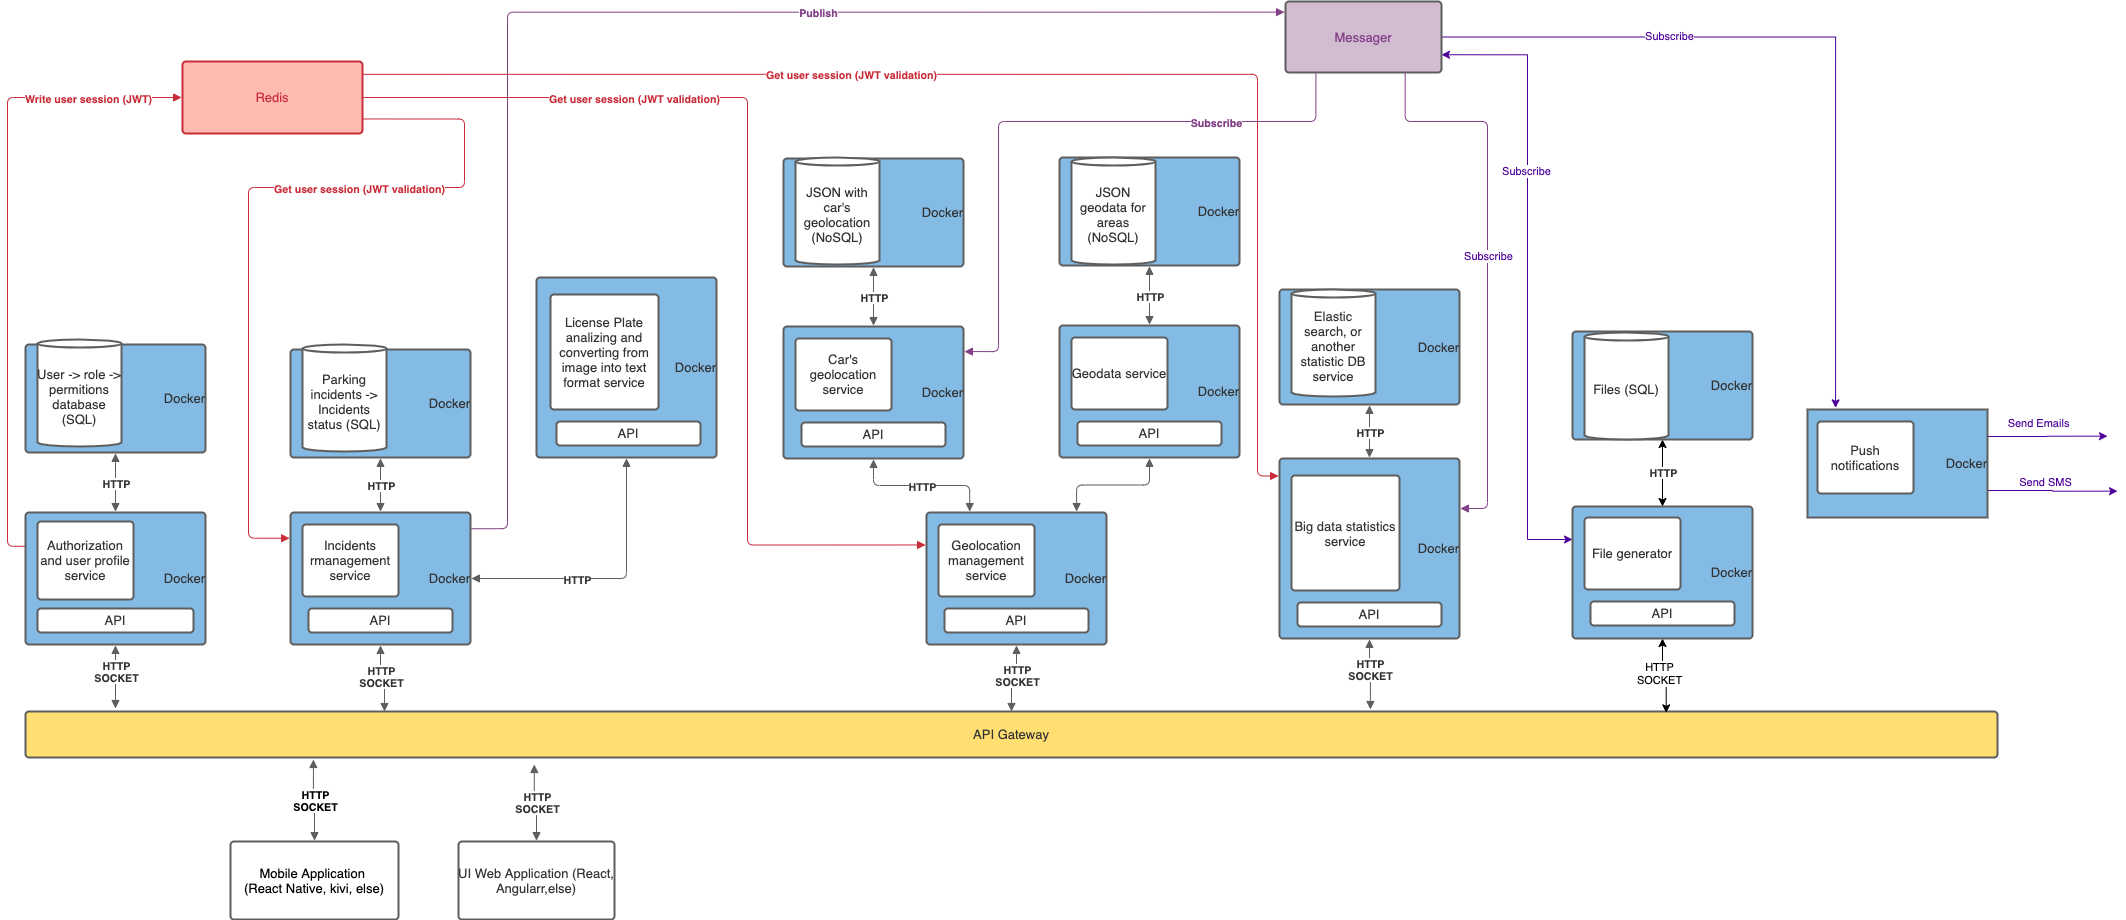 Publish
Messager
Subscribe
Redis
Get user session (JWT validation)
Write user session (JWT)
Get user session (JWT validation)
Subscribe
Get user session (JWT validation)
Subscribe
Subscribe
JSON with
car's
geolocation
(NoSQL)
Docker
JSON
geodata for
areas
(NoSQL)
Docker
HTTP
HTTP
License Plate
analizing and
converting from
image into text
format service
Docker
API
Car's
geolocation
service
Docker
API
Geodata service
Docker
API
Elastic
search, or
another
statistic DB
service
Docker
HTTP
User -> role ->
permitions
database
(SQL)
Docker
Parking
incidents ->
Incidents
status (SQL)
Docker
Files (SQL)
Docker
HTTP
HTTP
HTTP
HTTP
Push
notifications
Docker
Send Emails
Send SMS
Authorization
and user profile
service
Docker
API
Incidents
rmanagement
service
Docker
API
HTTP
Geolocation
management
service
Docker
API
Big data statistics
service
Docker
API
File generator
Docker
API
HTTP
SOCKET
HTTP
SOCKET
HTTP
SOCKET
HTTP
SOCKET
HTTP
SOCKET
API Gateway
HTTP
SOCKET
HTTP
SOCKET
Mobile Application
(React Native, kivi, else)
UI Web Application (React,
Angularr,else)